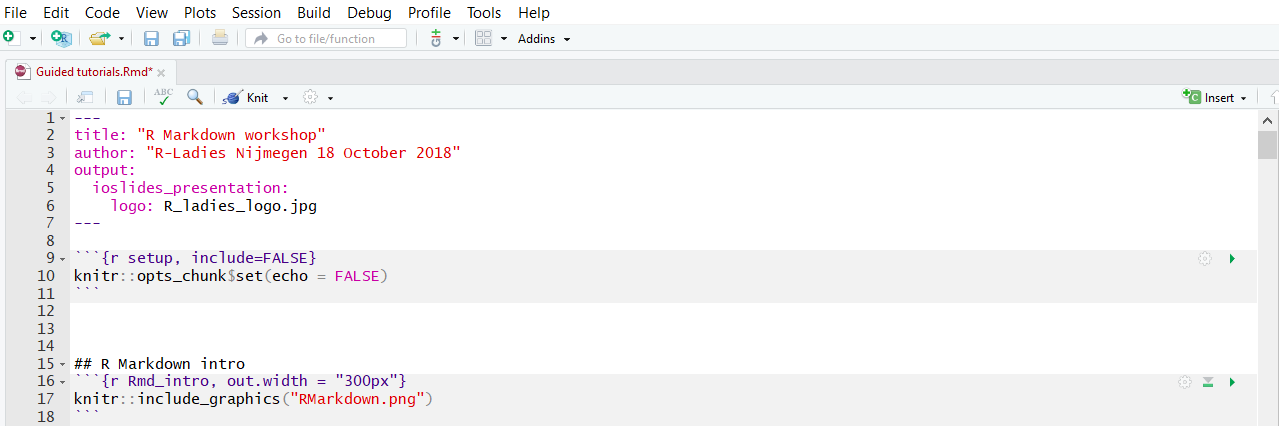 File Edit Code View Plots Session Build Debug Profile Tools Help
Go to file/function Addins
Guided tutorials.Rmd*
ABC Knit Insert
1 ---
2 title: "R Markdown workshop"
3 author: "R-Ladies Nijmegen 18 October 2018"
4 output:
5   ioslides_presentation:
6     logo: R_ladies_logo.jpg
7 ---
8
9 ```{r setup, include=FALSE}
10 knitr::opts_chunk$set(echo = FALSE)
11 ```
12
13
14
15 ## R Markdown intro
16 ```{r Rmd_intro, out.width = "300px"}
17 knitr::include_graphics("RMarkdown.png")
18 ```